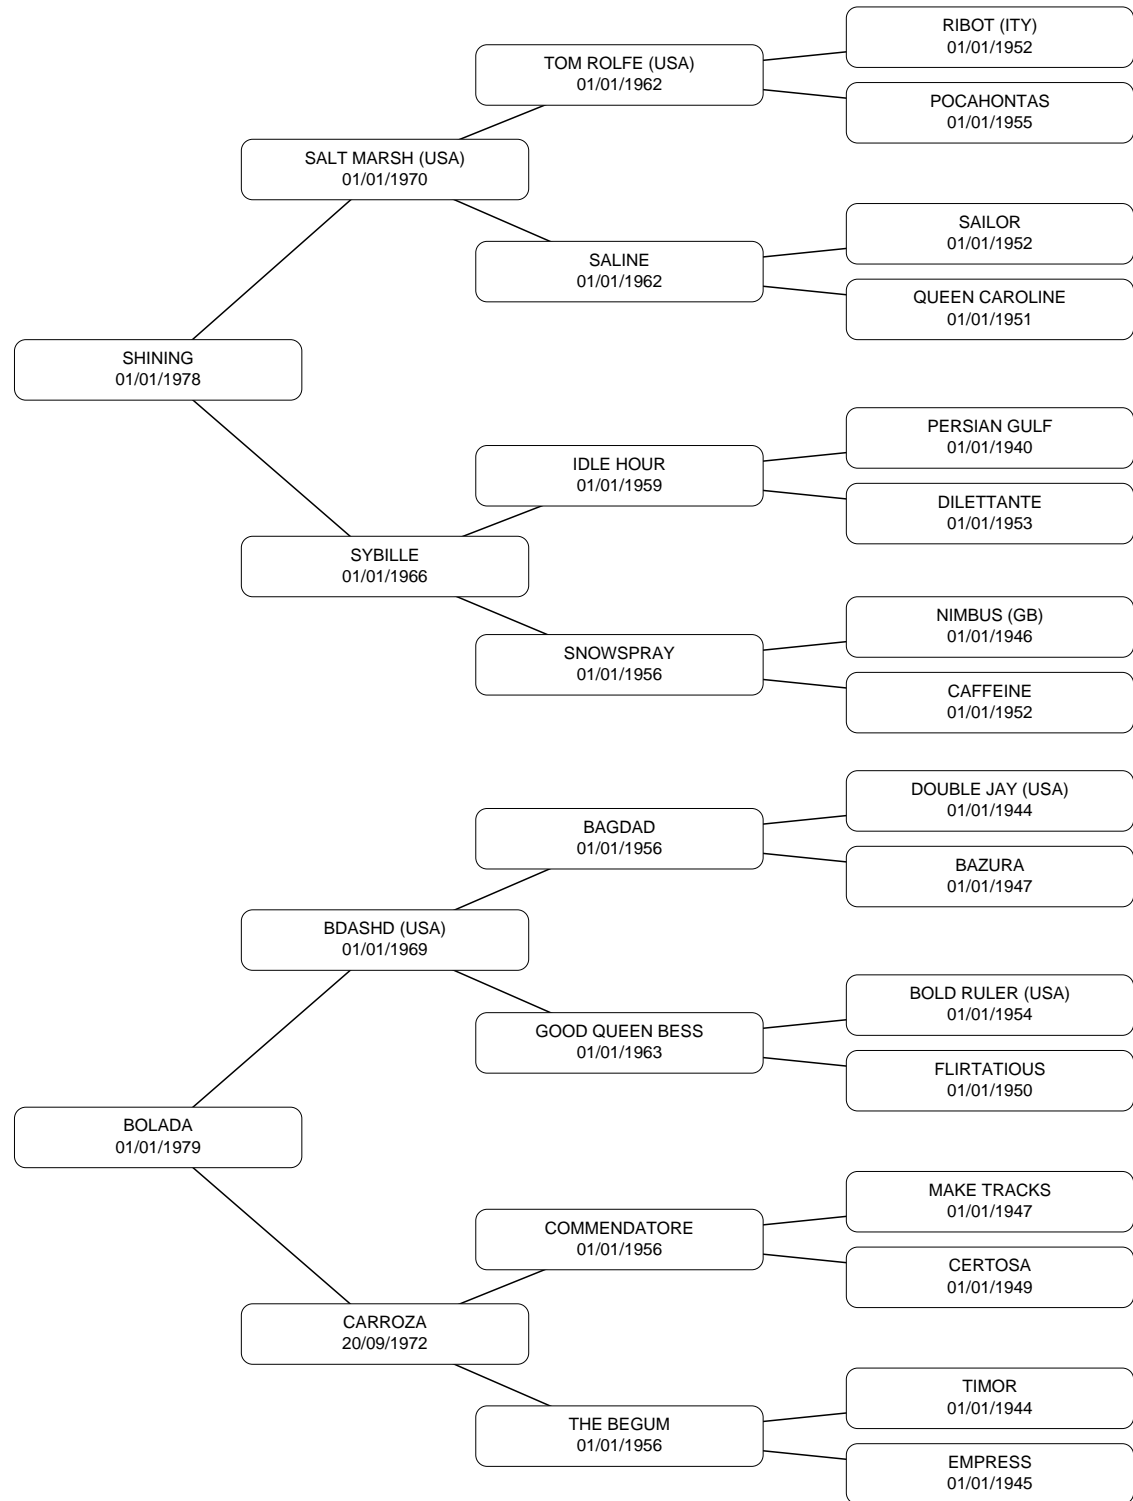 RIBOT (ITY)
01/01/1952
TOM ROLFE (USA)
01/01/1962
POCAHONTAS
01/01/1955
SALT MARSH (USA)
01/01/1970
SAILOR
01/01/1952
SALINE
01/01/1962
QUEEN CAROLINE
01/01/1951
SHINING
01/01/1978
PERSIAN GULF
01/01/1940
IDLE HOUR
01/01/1959
DILETTANTE
01/01/1953
SYBILLE
01/01/1966
NIMBUS (GB)
01/01/1946
SNOWSPRAY
01/01/1956
CAFFEINE
01/01/1952
DOUBLE JAY (USA)
01/01/1944
BAGDAD
01/01/1956
BAZURA
01/01/1947
BDASHD (USA)
01/01/1969
BOLD RULER (USA)
01/01/1954
GOOD QUEEN BESS
01/01/1963
FLIRTATIOUS
01/01/1950
BOLADA
01/01/1979
MAKE TRACKS
01/01/1947
COMMENDATORE
01/01/1956
CERTOSA
01/01/1949
CARROZA
20/09/1972
TIMOR
01/01/1944
THE BEGUM
01/01/1956
EMPRESS
01/01/1945